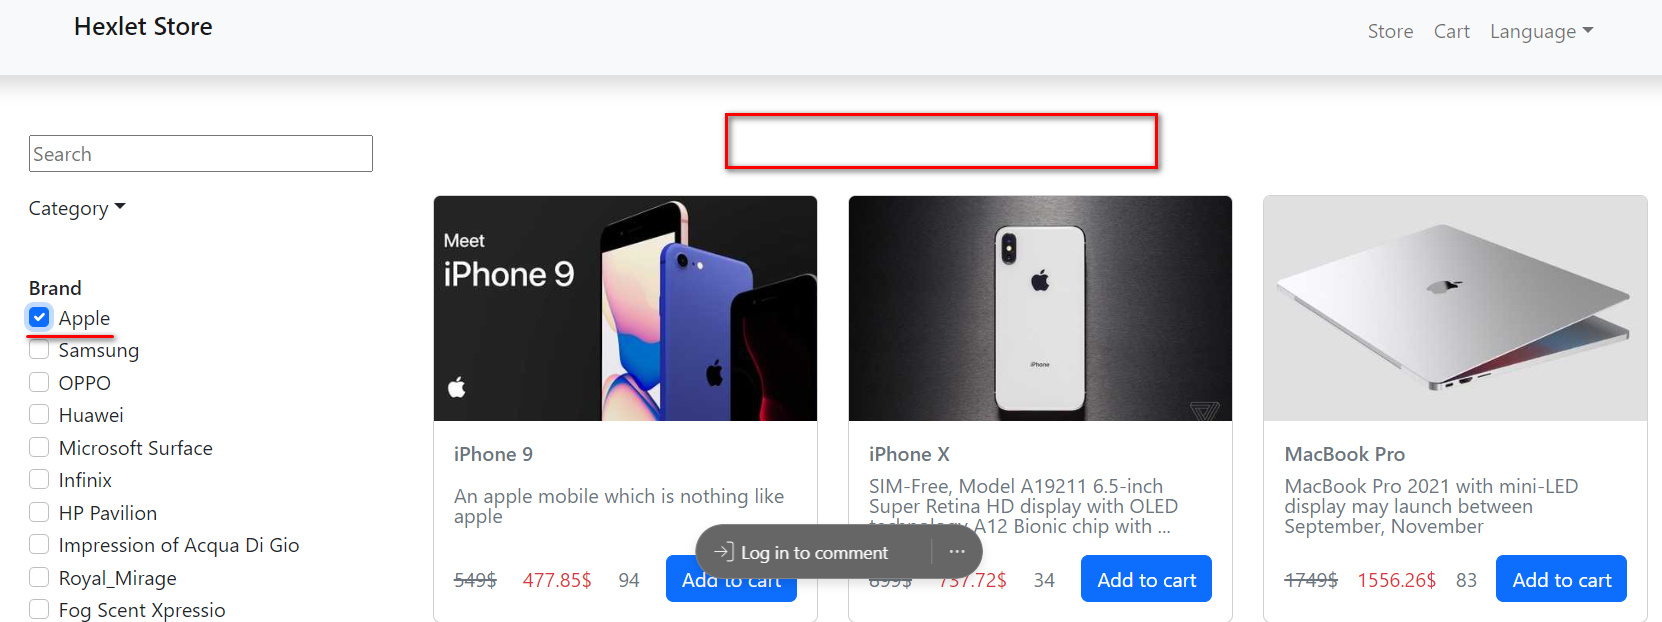 Hexlet Store
Store Cart Language
Search
Category
Brand
Apple
Samsung
OPPO
Huawei
Microsoft Surface
Infinix
HP Pavilion
Impression of Acqua Di Gio
Royal_Mirage
Fog Scent Xpressio
Meet
iPhone 9
iPhone 9
An apple mobile which is nothing like
apple
549$ 477.85$ 94 Add to cart
iPhone
iPhone X
SIM-Free, Model A19211 6.5-inch
Super Retina HD display with OLED
technology A12 Bionic chip with ...
899$ 737.72$ 34 Add to cart
MacBook Pro
MacBook Pro 2021 with mini-LED
display may launch between
September, November
1749$ 1556.26$ 83 Add to cart
Log in to comment